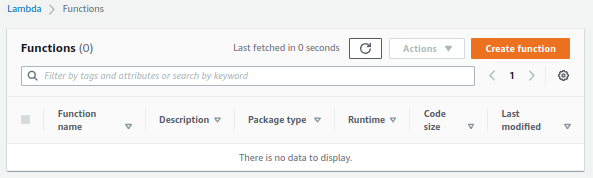 Lambda > Functions
Functions (0) Last fetched in 0 seconds Actions Create function
Filter by tags and attributes or search by keyword 1
Function name Description Package type Runtime Code size Last modified
There is no data to display.